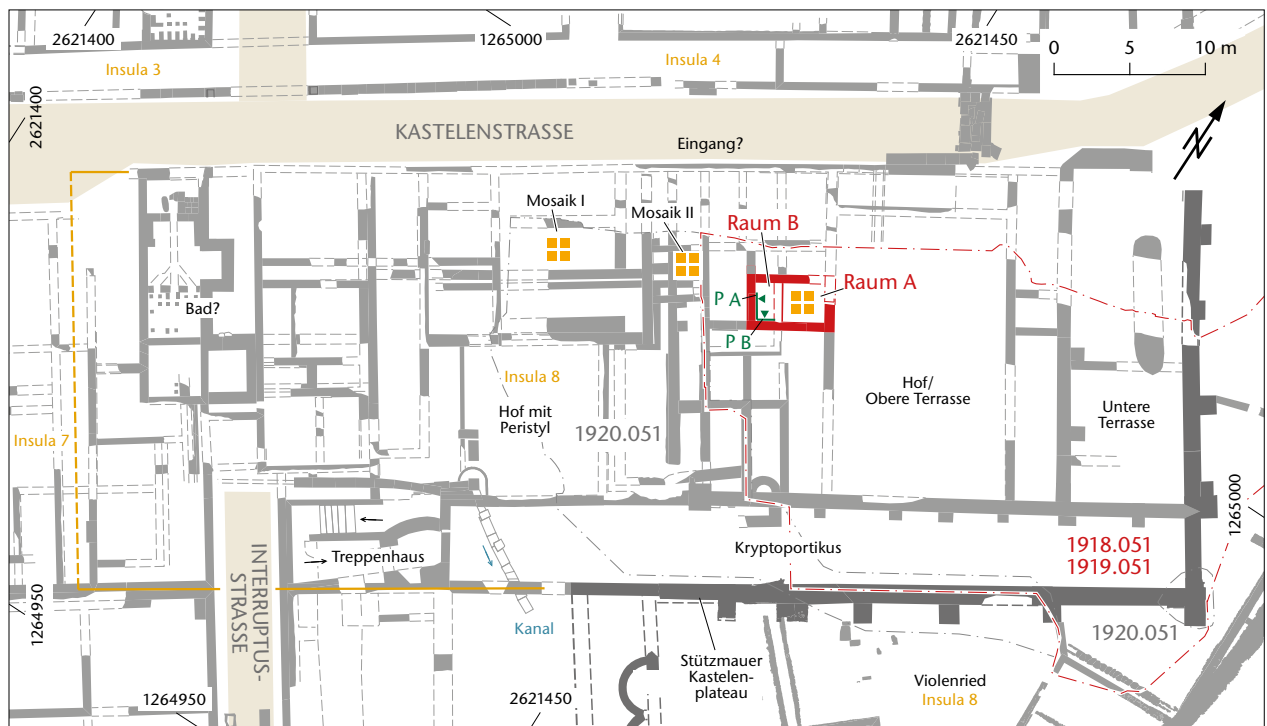 2621400
1265000
2621450
0 5 10 m
Insula 3
Insula 4
2621400
KASTELENSTRASSE
Eingang?
N
Mosaik I
Mosaik II
Raum B
Raum A
P A
P B
Bad?
Insula 8
Hof mit
Peristyl
1920.051
Hof/
Obere Terrasse
Untere
Terrasse
Insula 7
1265000
Treppenhaus
Kryptoportikus
1918.051
1919.051
INTERRUPTUS-
STRASSE
1264950
Kanal
1920.051
Stützmauer
Kastelen-
plateau
Violenried
Insula 8
1264950
2621450